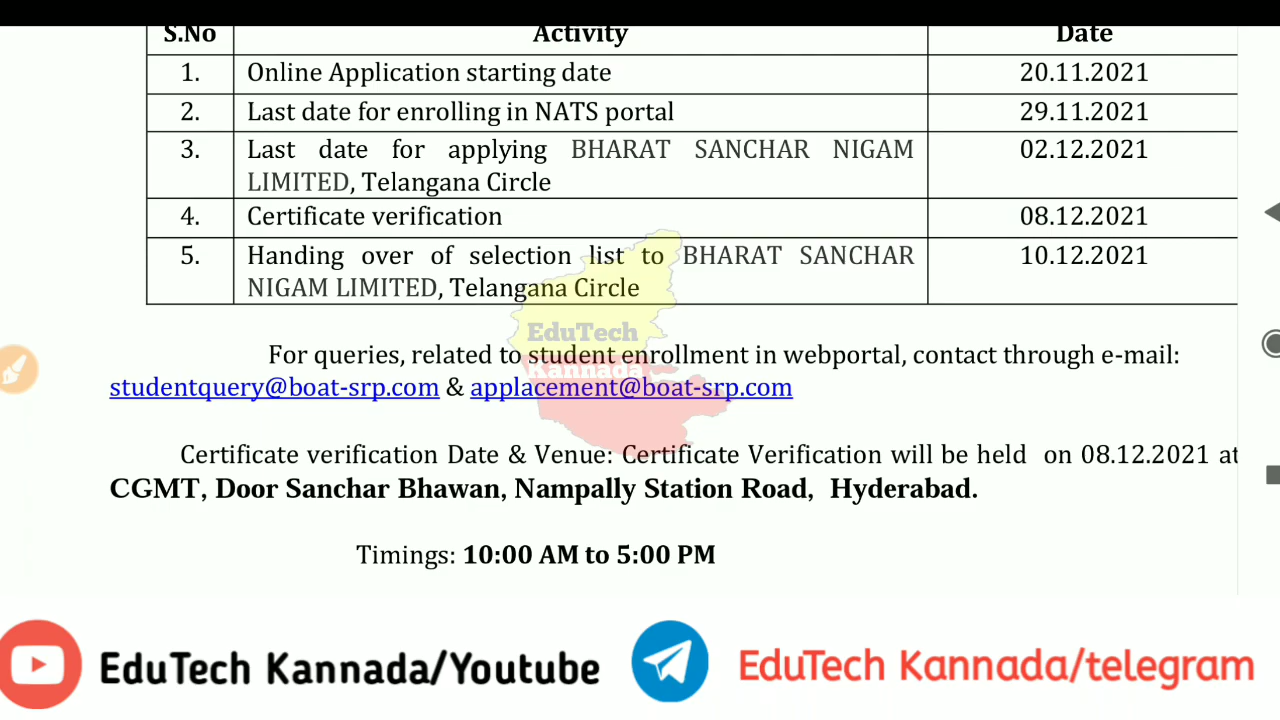 S.No Activity Date
1. Online Application starting date 20.11.2021
2. Last date for enrolling in NATS portal 29.11.2021
3. Last date for applying BHARAT SANCHAR NIGAM 02.12.2021
LIMITED, Telangana Circle
4. Certificate verification 08.12.2021
5. Handing over of selection list to BHARAT SANCHAR 10.12.2021
NIGAM LIMITED, Telangana Circle
EduTech
For queries, related to student enrollment in webportal, contact through e-mail:
Kannada
studentquery@boat-srp.com & applacement@boat-srp.com
Certificate verification Date & Venue: Certificate Verification will be held on 08.12.2021 at
CGMT, Door Sanchar Bhawan, Nampally Station Road, Hyderabad.
Timings: 10:00 AM to 5:00 PM
EduTech Kannada/Youtube EduTech Kannada/telegram